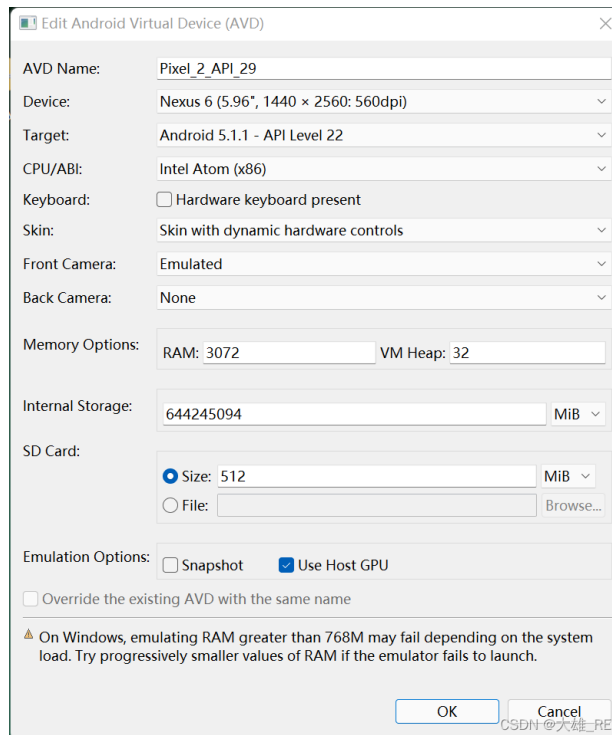 Edit Android Virtual Device (AVD)
AVD Name: Pixel_2_API_29
Device: Nexus 6 (5.96", 1440 × 2560: 560dpi)
Target: Android 5.1.1 - API Level 22
CPU/ABI: Intel Atom (x86)
Keyboard: Hardware keyboard present
Skin: Skin with dynamic hardware controls
Front Camera: Emulated
Back Camera: None
Memory Options: RAM: 3072 VM Heap: 32
Internal Storage: 644245094 MiB
SD Card:
Size: 512 MiB
File: Browse...
Emulation Options: Snapshot Use Host GPU
Override the existing AVD with the same name
On Windows, emulating RAM greater than 768M may fail depending on the system
load. Try progressively smaller values of RAM if the emulator fails to launch.
OK Cancel
CSDN @大雄_RE